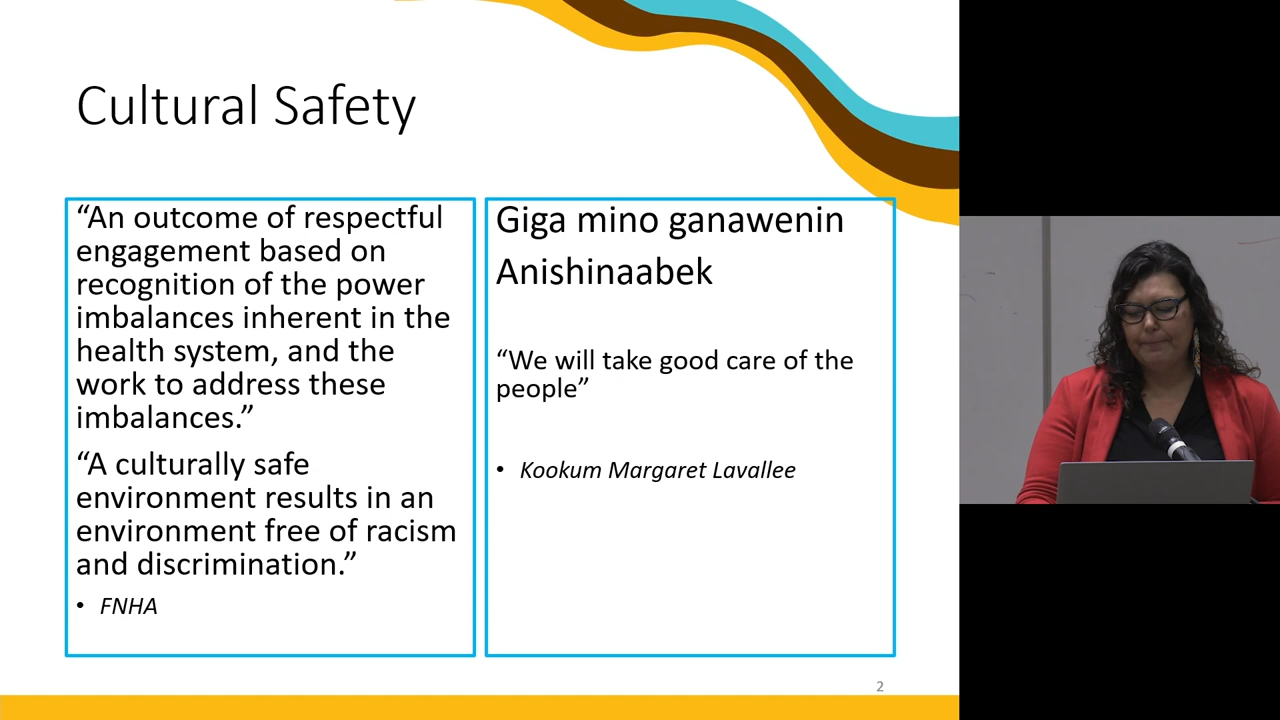 Cultural Safety
“An outcome of respectful
engagement based on
recognition of the power
imbalances inherent in the
health system, and the
work to address these
imbalances.”
“A culturally safe
environment results in an
environment free of racism
and discrimination.”
• FNHA
Giga mino ganawenin
Anishinaabek
“We will take good care of the
people”
• Kookum Margaret Lavallee
2